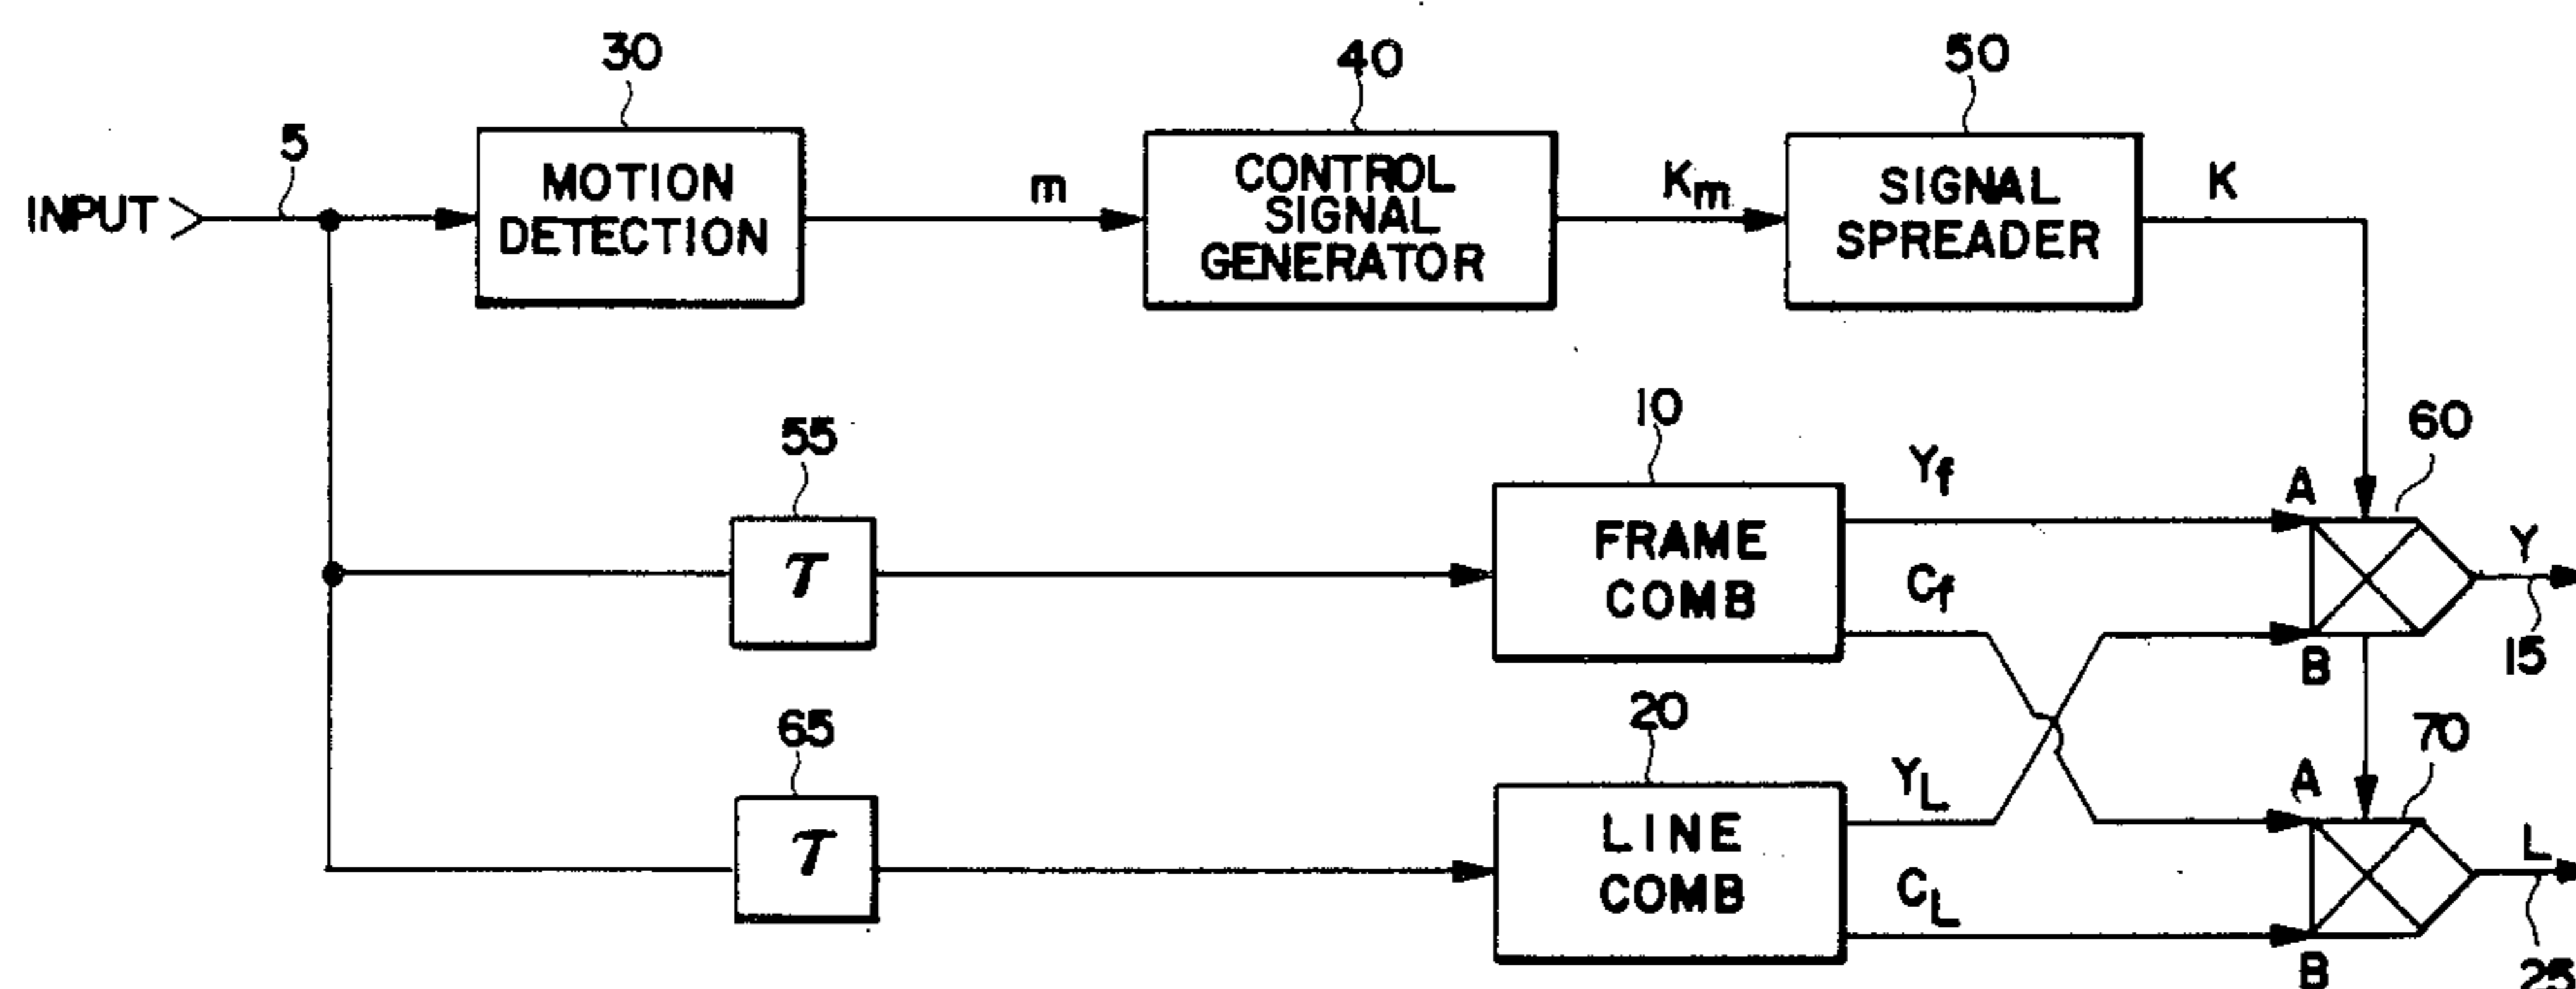 30
40
50
5
INPUT
MOTION
DETECTION
m
CONTROL
SIGNAL
GENERATOR
Km
SIGNAL
SPREADER
K
55
τ
10
FRAME
COMB
Yf
Cf
A
B
60
Y
15
65
τ
20
LINE
COMB
YL
CL
A
B
70
L
25